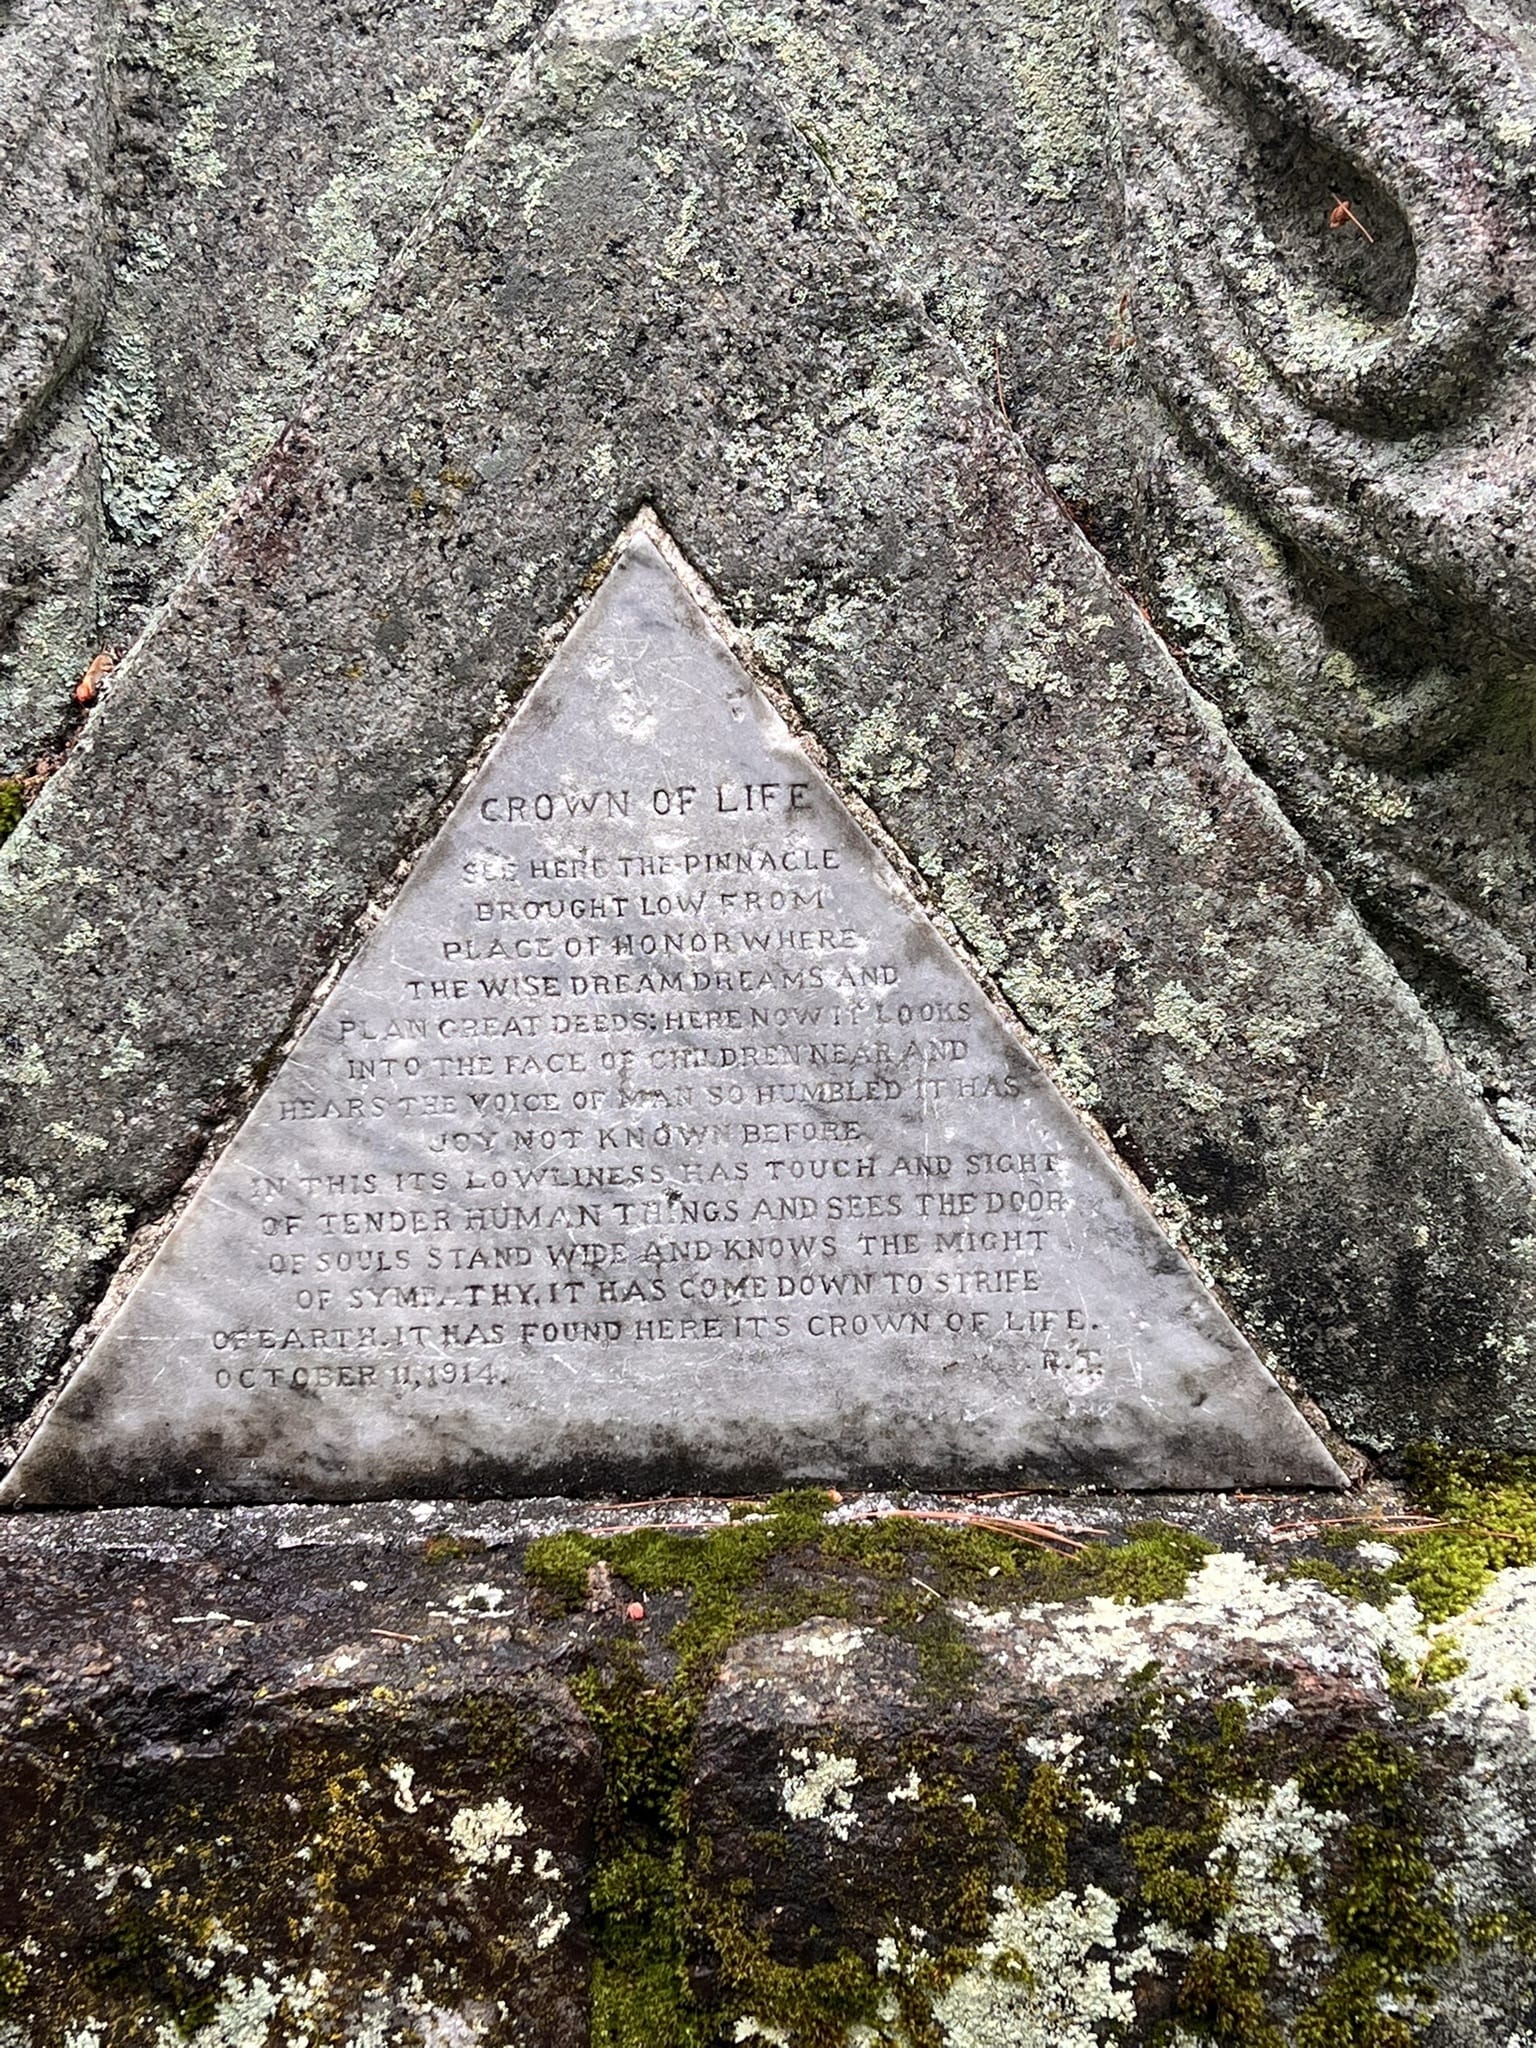 CROWN OF LIFE
SEE HERE THE PINNACLE
BROUGHT LOW FROM
PLACE OF HONOR WHERE
THE WISE DREAM DREAMS AND
PLAN GREAT DEEDS: HERE NOW IT LOOKS
INTO THE FACE OF CHILDREN NEAR AND
HEARS THE VOICE OF MAN SO HUMBLED IT HAS
JOY NOT KNOWN BEFORE
IN THIS ITS LOWLINESS HAS TOUCH AND SIGHT
OF TENDER HUMAN THINGS AND SEES THE DOOR
OF SOULS STAND WIDE AND KNOWS THE MIGHT
OF SYMPATHY. IT HAS COME DOWN TO STRIFE
OF EARTH. IT HAS FOUND HERE ITS CROWN OF LIFE.
OCTOBER 11, 1914. R.T.